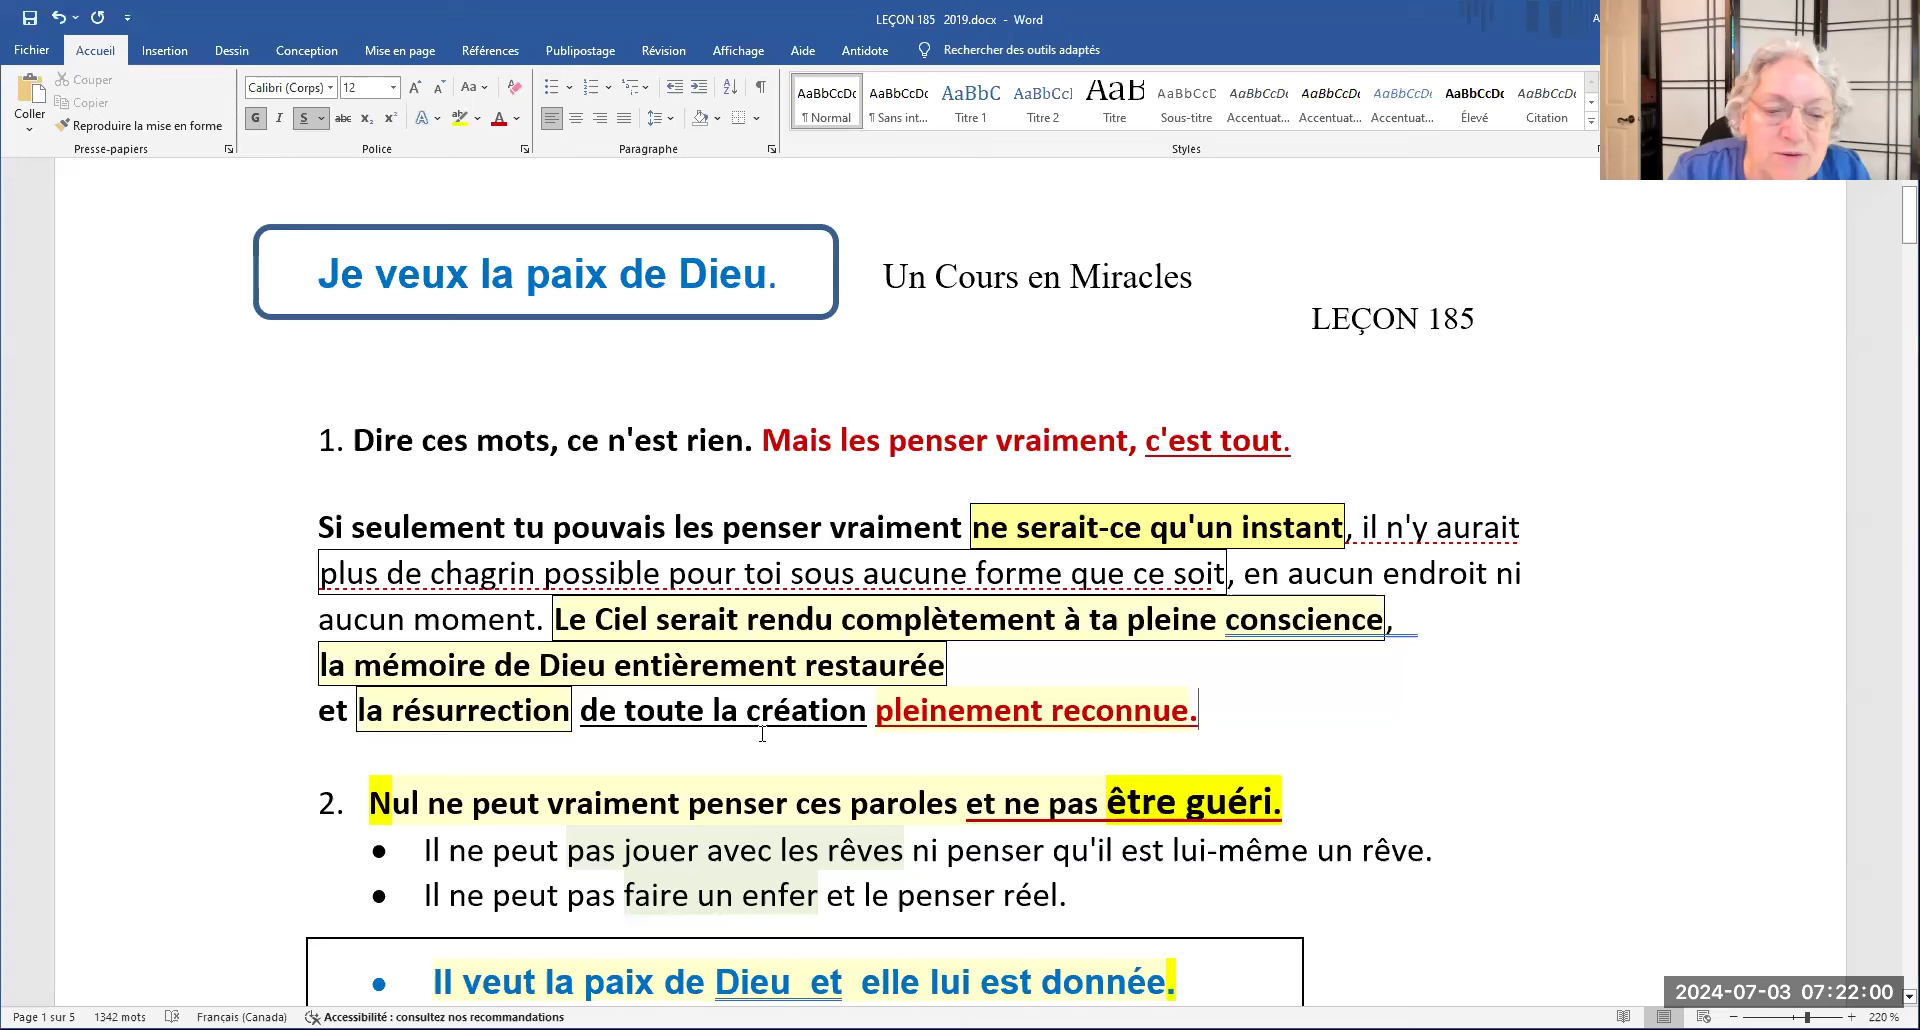 LEÇON 185 2019.docx - Word
Fichier Accueil Insertion Dessin Conception Mise en page Références Publipostage Révision Affichage Aide Antidote Rechercher des outils adaptés
Coller
Couper
Copier
Reproduire la mise en forme
Presse-papiers
Calibri (Corps) 12
G I S abc x₂ x²
Police
Paragraphe
AaBbCcDc AaBbCcDc AaBbC AaBbCcI AaB AaBbCcD AaBbCcDc AaBbCcDc AaBbCcDc AaBbCcDc AaBbCcDc
¶ Normal ¶ Sans int... Titre 1 Titre 2 Titre Sous-titre Accentuat... Accentuat... Accentuat... Élevé Citation
Styles
Je veux la paix de Dieu.
Un Cours en Miracles
LEÇON 185
1. Dire ces mots, ce n'est rien. Mais les penser vraiment, c'est tout.
Si seulement tu pouvais les penser vraiment ne serait-ce qu'un instant, il n'y aurait
plus de chagrin possible pour toi sous aucune forme que ce soit, en aucun endroit ni
aucun moment. Le Ciel serait rendu complètement à ta pleine conscience,
la mémoire de Dieu entièrement restaurée
et la résurrection de toute la création pleinement reconnue.
2. Nul ne peut vraiment penser ces paroles et ne pas être guéri.
• Il ne peut pas jouer avec les rêves ni penser qu'il est lui-même un rêve.
• Il ne peut pas faire un enfer et le penser réel.
• Il veut la paix de Dieu et elle lui est donnée.
2024-07-03 07:22:00
Page 1 sur 5 1342 mots Français (Canada) Accessibilité : consultez nos recommandations 220 %